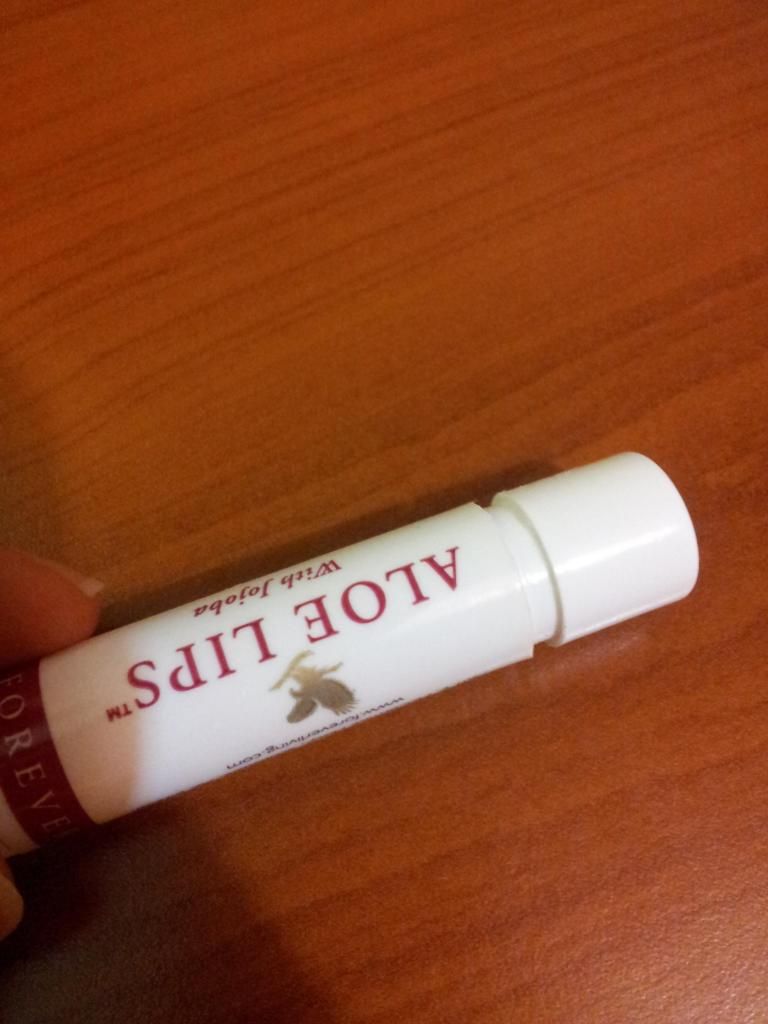 www.foreverliving.com
ALOE LIPS™
With Jojoba
FOREVE